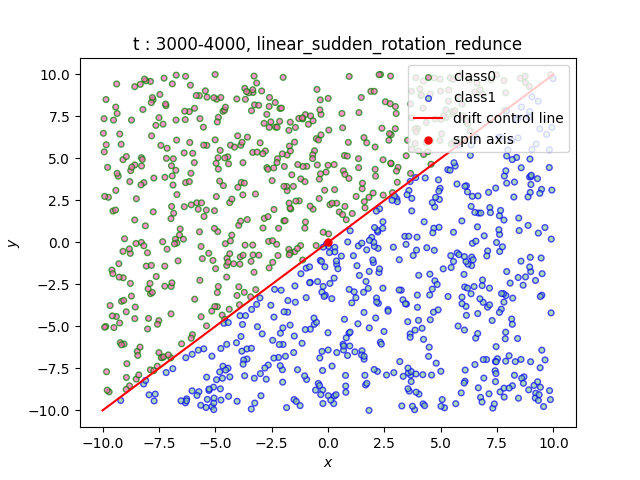 t : 3000-4000, linear_sudden_rotation_redunce
class0
class1
drift control line
spin axis
10.0
7.5
5.0
2.5
0.0
−2.5
−5.0
−7.5
−10.0
y
−10.0 −7.5 −5.0 −2.5 0.0 2.5 5.0 7.5 10.0
x